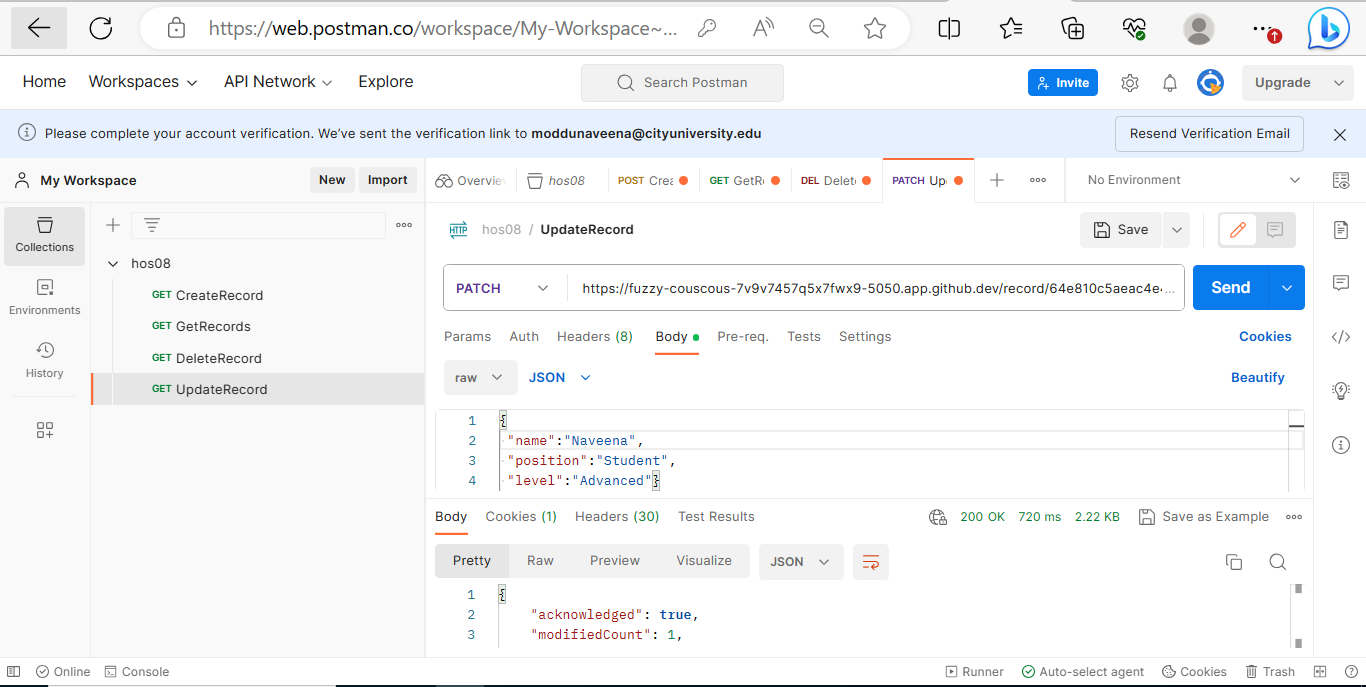 https://web.postman.co/workspace/My-Workspace~...
Home Workspaces API Network Explore Search Postman Invite Upgrade
Please complete your account verification. We've sent the verification link to moddunaveena@cityuniversity.edu Resend Verification Email
My Workspace New Import Overvie hos08 POST Crea GET GetR DEL Delet PATCH Up No Environment
Collections
Environments
History
hos08
GET CreateRecord
GET GetRecords
GET DeleteRecord
GET UpdateRecord
HTTP hos08 / UpdateRecord Save
PATCH https://fuzzy-couscous-7v9v7457q5x7fwx9-5050.app.github.dev/record/64e810c5aeac4e... Send
Params Auth Headers (8) Body Pre-req. Tests Settings Cookies
raw JSON Beautify
1 {
2 "name":"Naveena",
3 "position":"Student",
4 "level":"Advanced"}
Body Cookies (1) Headers (30) Test Results 200 OK 720 ms 2.22 KB Save as Example
Pretty Raw Preview Visualize JSON
1 {
2 "acknowledged": true,
3 "modifiedCount": 1,
Online Console Runner Auto-select agent Cookies Trash